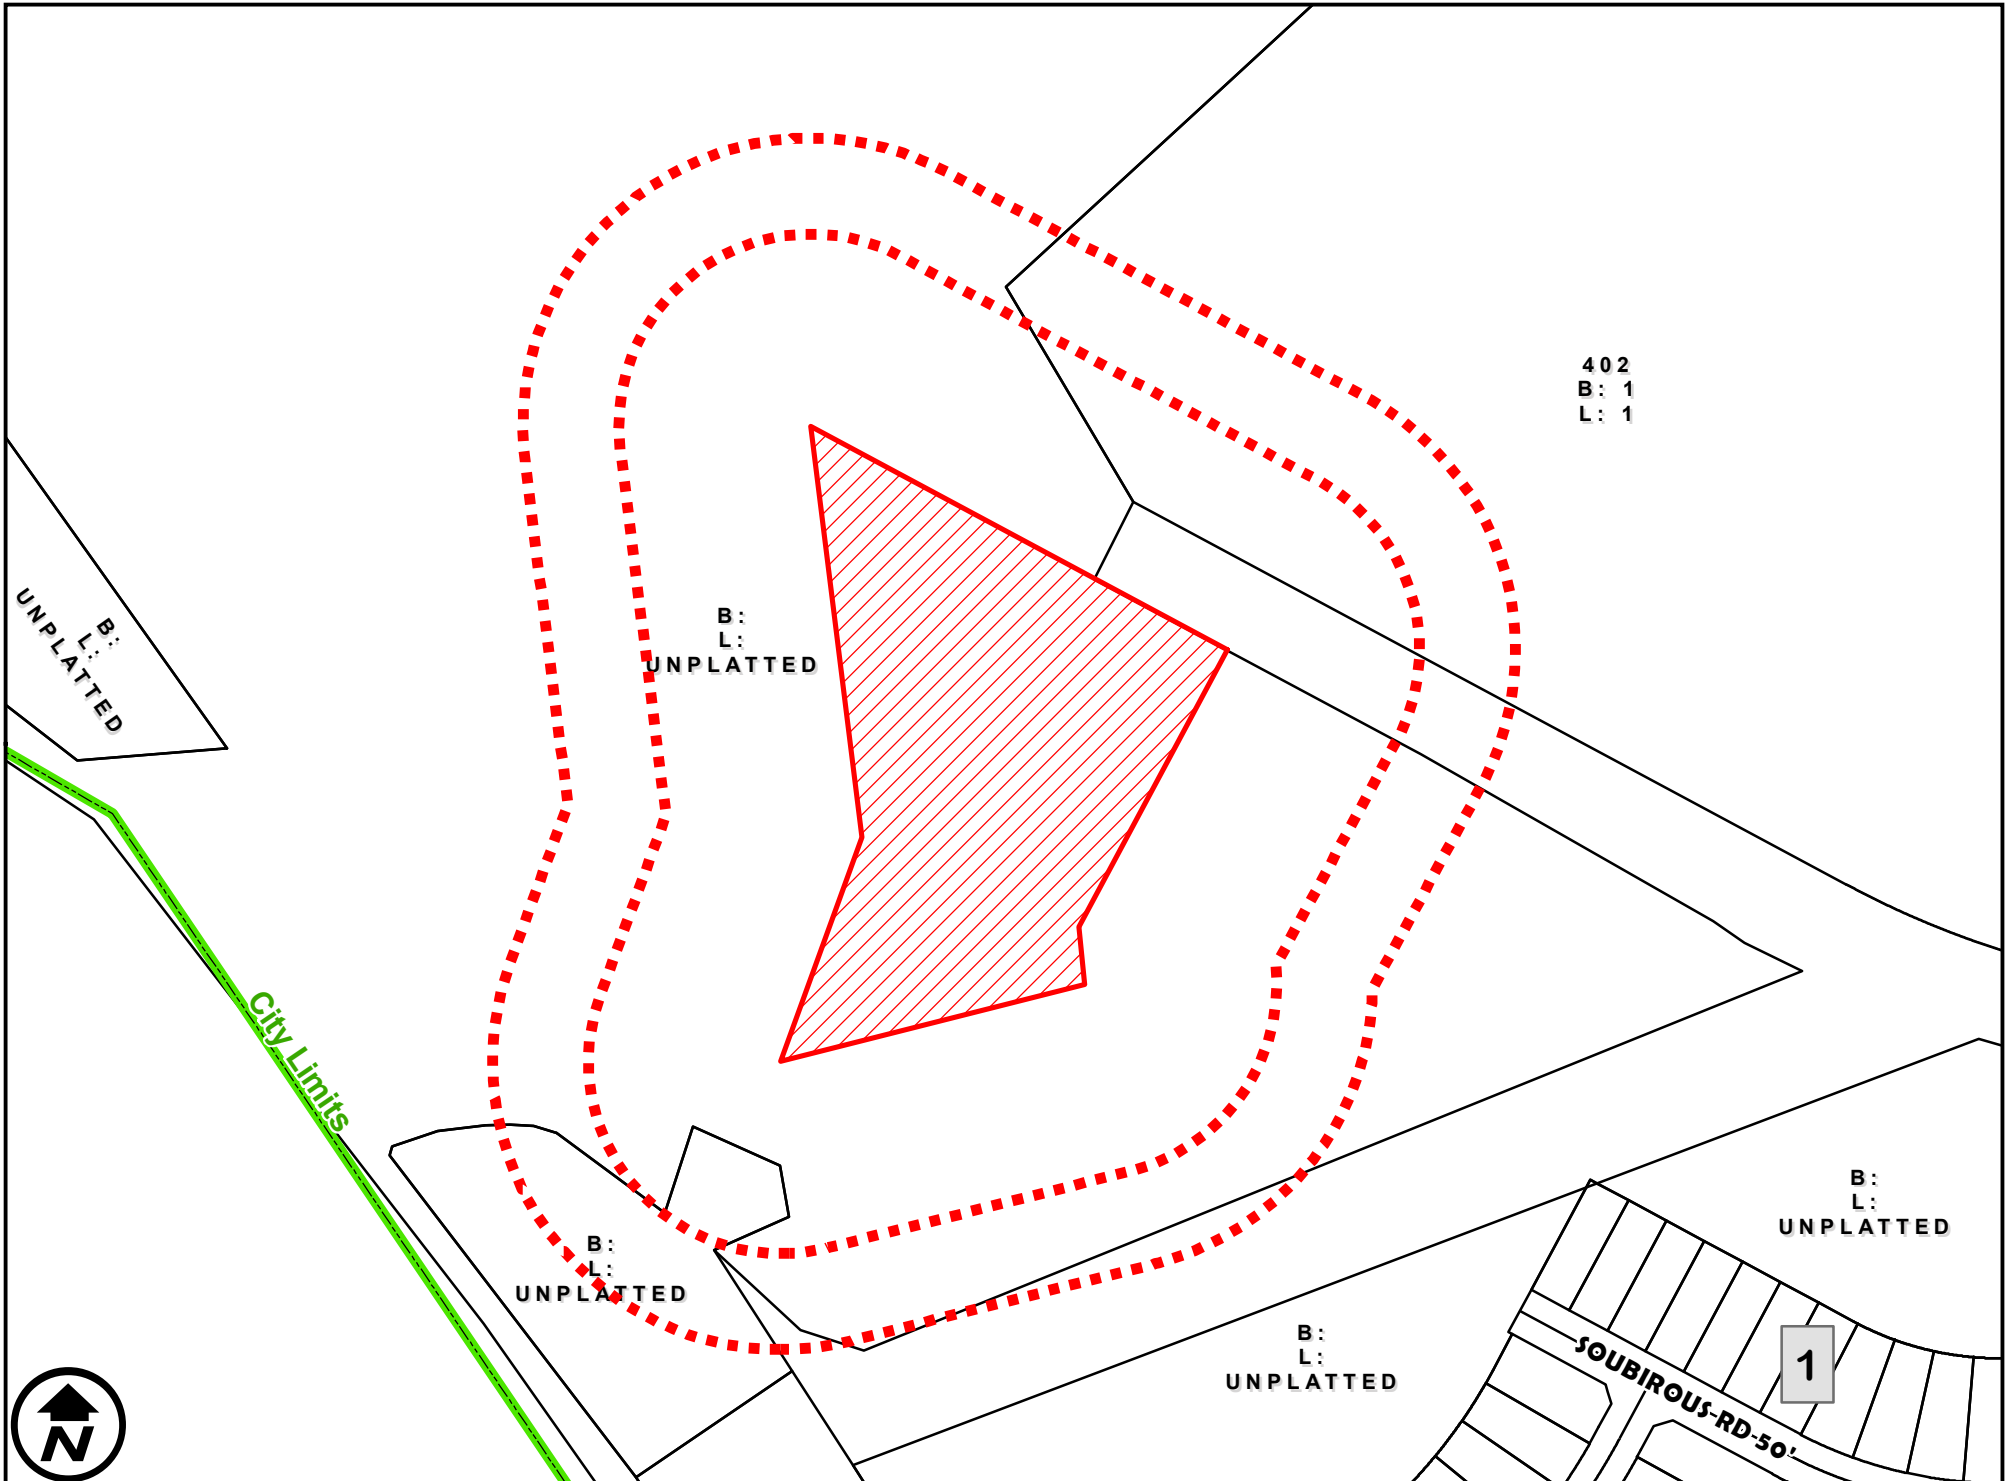 402
B: 1
L: 1
B:
L:
UNPLATTED
B:
L:
UNPLATTED
City Limits
B:
L:
UNPLATTED
B:
L:
UNPLATTED
B:
L:
UNPLATTED
1
SOUBIROUS-RD-50'
N